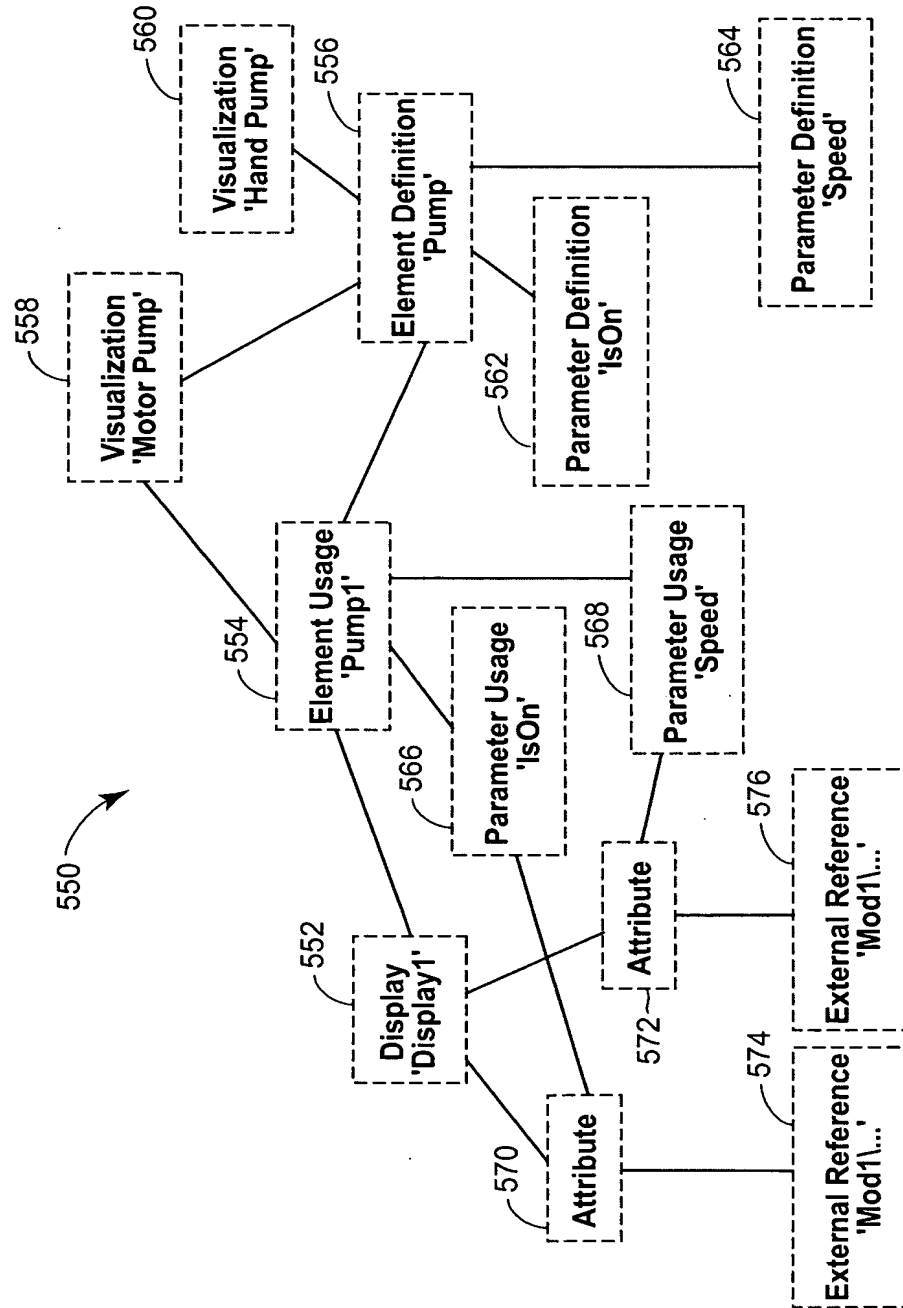 550
558
Visualization
'Motor Pump'
560
Visualization
'Hand Pump'
554
Element Usage
'Pump1'
556
Element Definition
'Pump'
552
Display
'Display1'
566
Parameter Usage
'IsOn'
562
Parameter Definition
'IsOn'
570
Attribute
572
Attribute
568
Parameter Usage
'Speed'
564
Parameter Definition
'Speed'
574
External Reference
'Mod1\...'
576
External Reference
'Mod1\...'